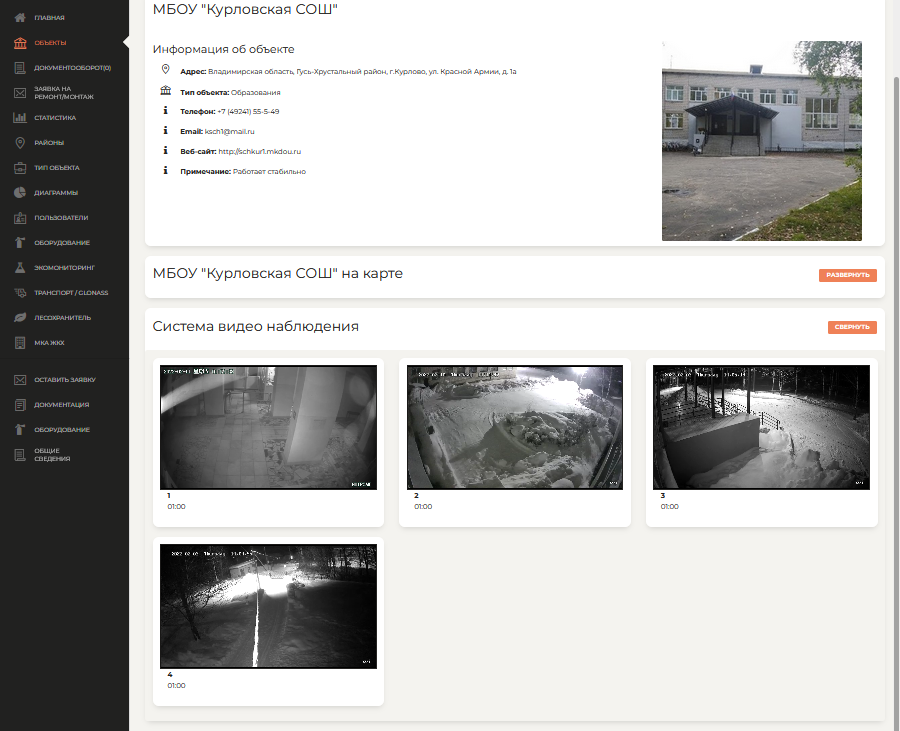 ГЛАВНАЯ
ОБЪЕКТЫ
ДОКУМЕНТООБОРОТ(0)
ЗАЯВКА НА
РЕМОНТ/МОНТАЖ
СТАТИСТИКА
РАЙОНЫ
ТИП ОБЪЕКТА
ДИАГРАММЫ
ПОЛЬЗОВАТЕЛИ
ОБОРУДОВАНИЕ
ЭКОМОНИТОРИНГ
ТРАНСПОРТ / GLONASS
ЛЕСОХРАНИТЕЛЬ
МКА ЖКХ
ОСТАВИТЬ ЗАЯВКУ
ДОКУМЕНТАЦИЯ
ОБОРУДОВАНИЕ
ОБЩИЕ
СВЕДЕНИЯ
МБОУ "Курловская СОШ"
Информация об объекте
Адрес: Владимирская область, Гусь-Хрустальный район, г.Курлово, ул. Красной Армии, д. 1а
Тип объекта: Образования
Телефон: +7 (49241) 55-5-49
Email: ksch1@mail.ru
Веб-сайт: http://schkur1.mkdou.ru
Примечание: Работает стабильно
МБОУ "Курловская СОШ" на карте
РАЗВЕРНУТЬ
Система видео наблюдения
СВЕРНУТЬ
1
01:00
2
01:00
3
01:00
4
01:00